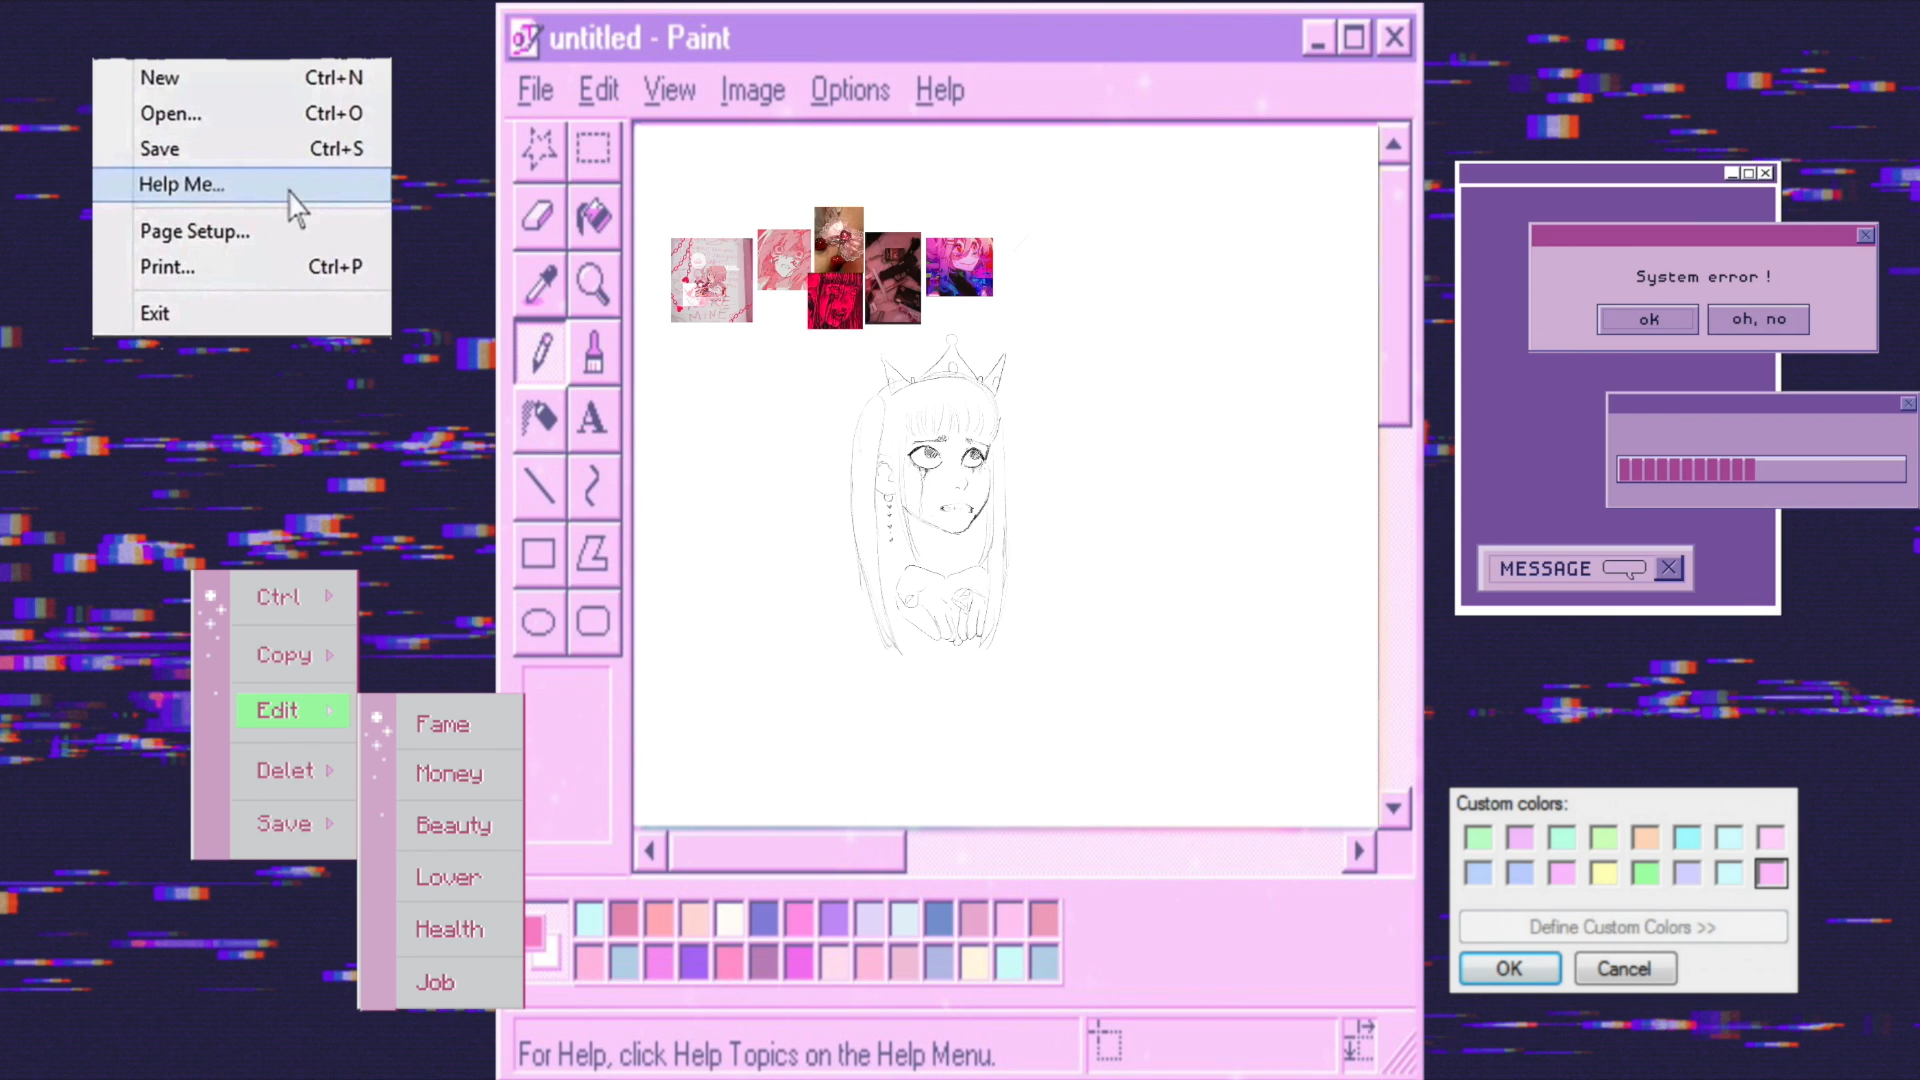 untitled - Paint
File Edit View Image Options Help
New Ctrl+N
Open... Ctrl+O
Save Ctrl+S
Help Me...
Page Setup...
Print... Ctrl+P
Exit
MINE
System error !
ok oh, no
MESSAGE
Ctrl
Copy
Edit
Delet
Save
Fame
Money
Beauty
Lover
Health
Job
Custom colors:
Define Custom Colors >>
OK Cancel
For Help, click Help Topics on the Help Menu.